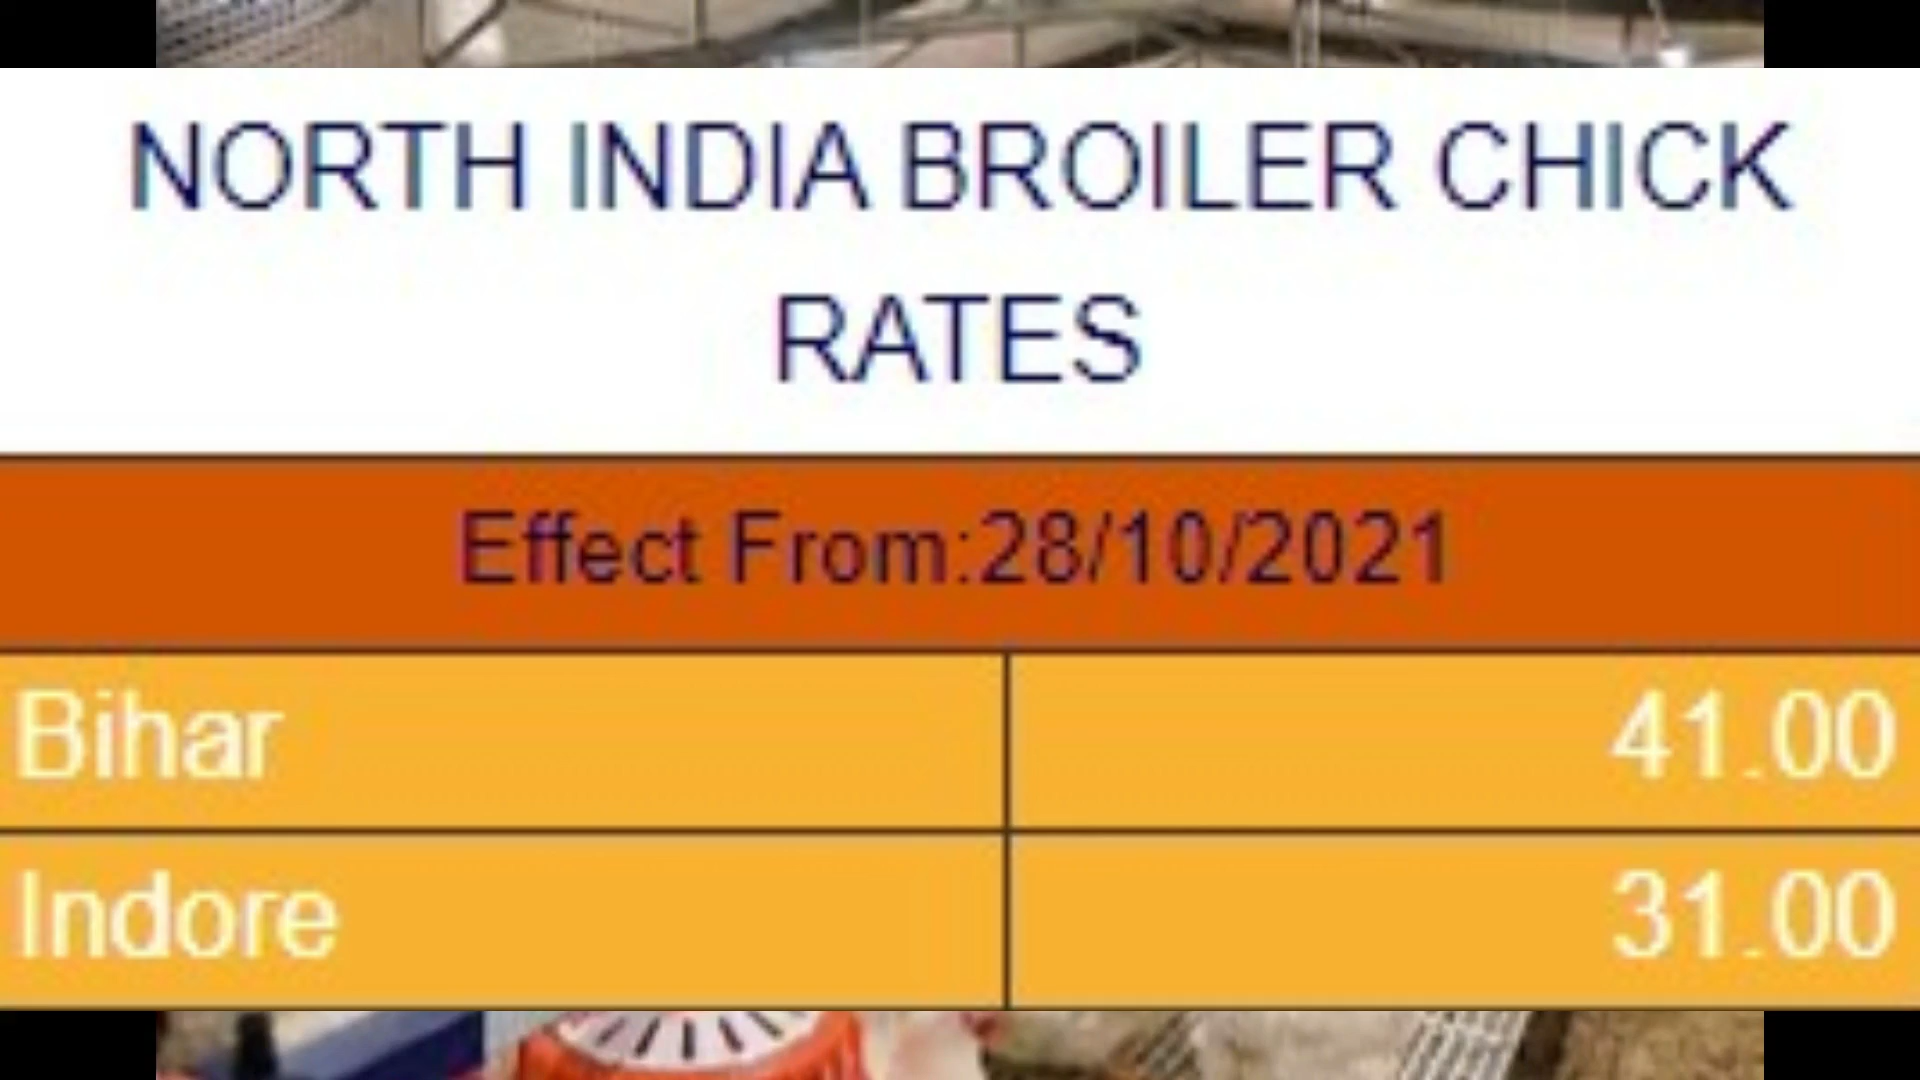 NORTH INDIA BROILER CHICK
RATES
Effect From:28/10/2021
Bihar 41.00
Indore 31.00